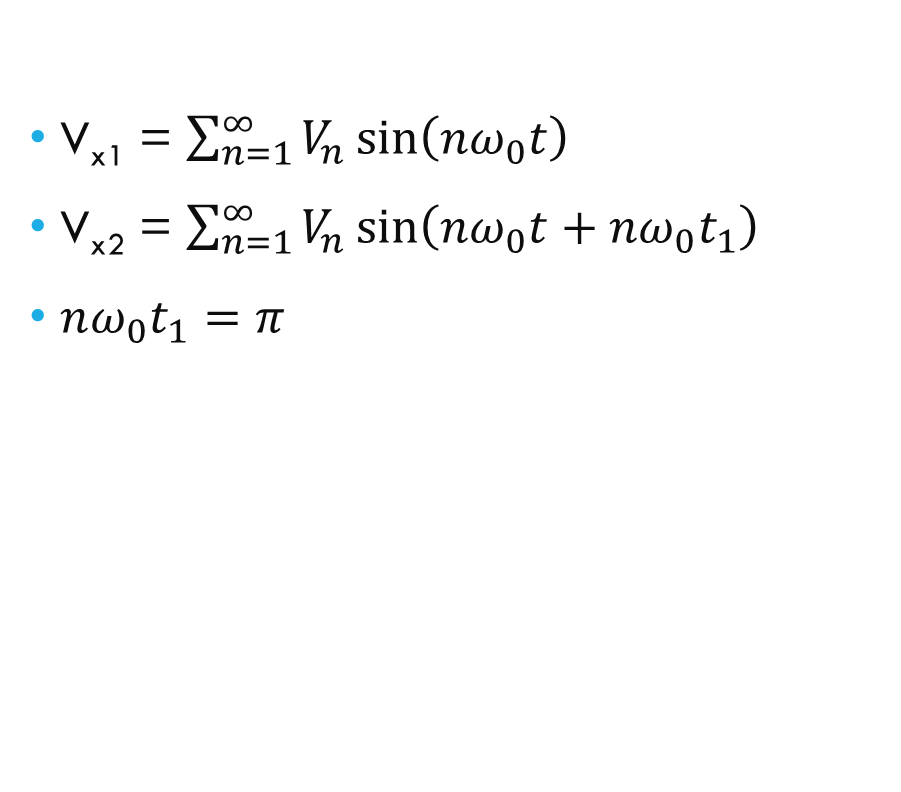 • Vₓ₁ = ∑ₙ₌₁^∞ 𝑉ₙ sin(𝑛𝜔₀𝑡)
• Vₓ₂ = ∑ₙ₌₁^∞ 𝑉ₙ sin(𝑛𝜔₀𝑡 + 𝑛𝜔₀𝑡₁)
• 𝑛𝜔₀𝑡₁ = 𝜋